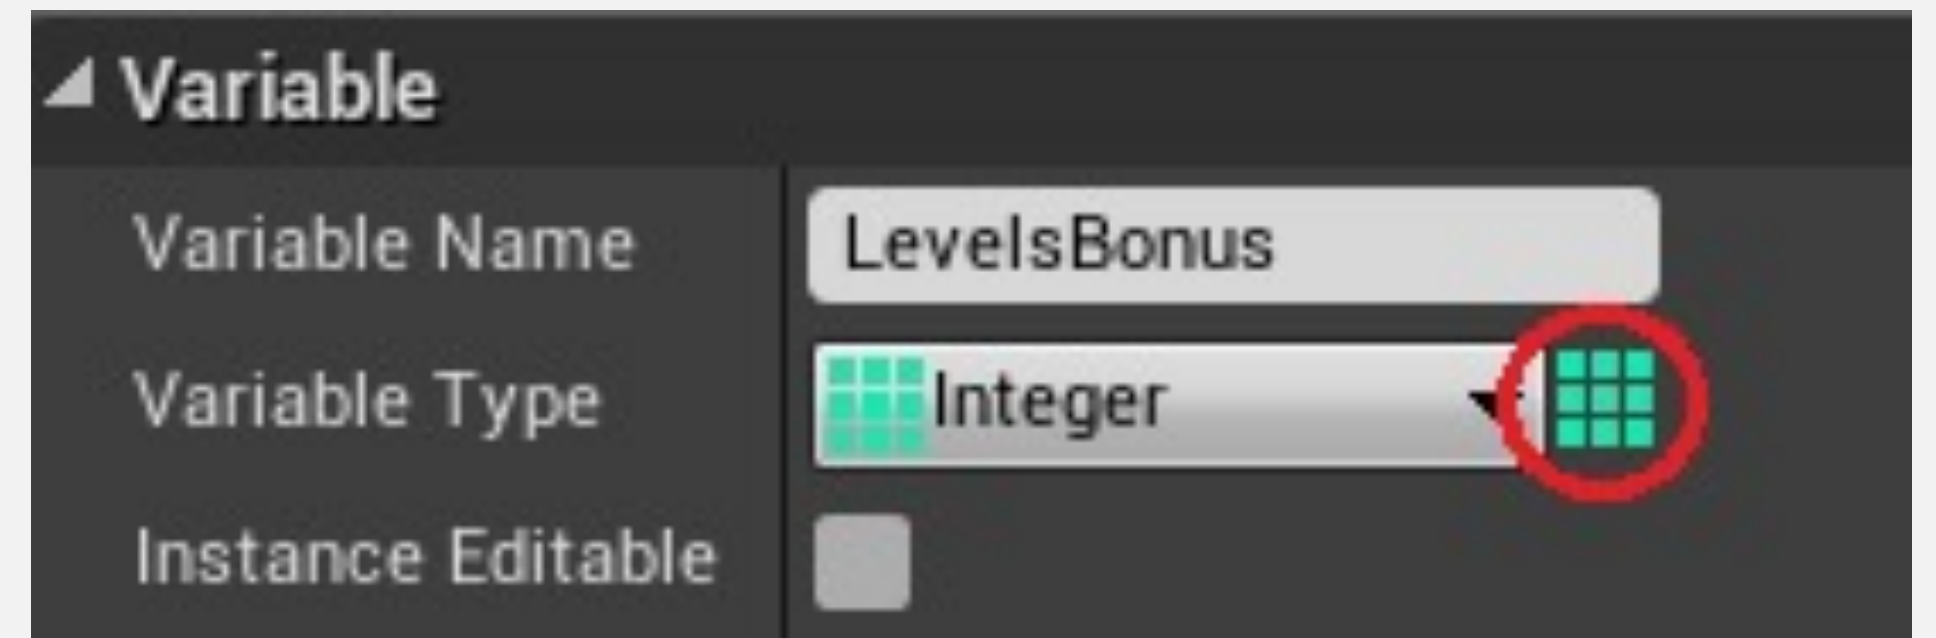 Variable
Variable Name LevelsBonus
Variable Type Integer
Instance Editable